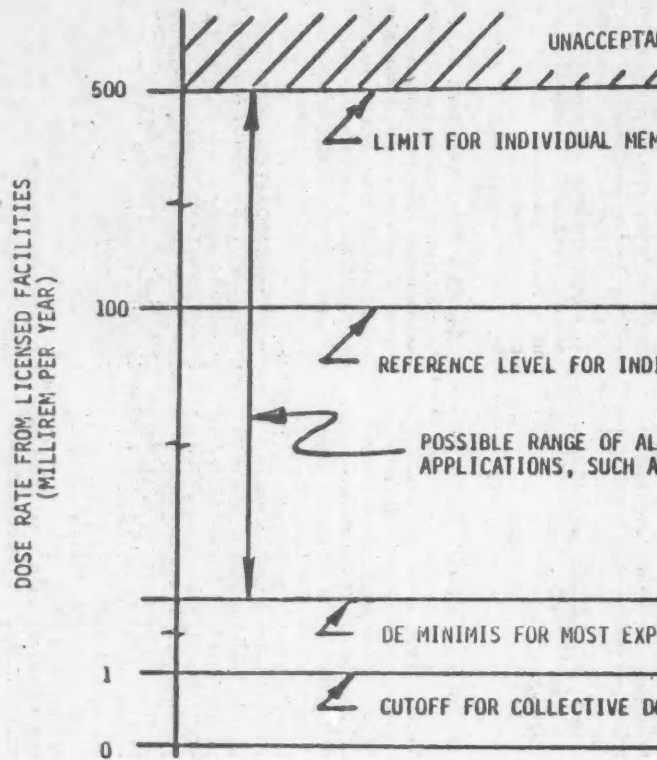 UNACCEPTA
500
LIMIT FOR INDIVIDUAL MEM
DOSE RATE FROM LICENSED FACILITIES
(MILLIREM PER YEAR)
100
REFERENCE LEVEL FOR INDI
POSSIBLE RANGE OF AL
APPLICATIONS, SUCH A
DE MINIMIS FOR MOST EXP
1
CUTOFF FOR COLLECTIVE D
0